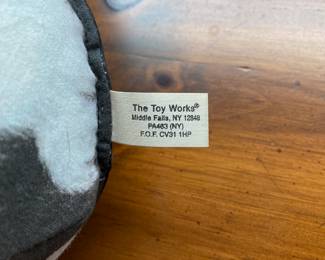 The Toy Works®
Middle Falls, NY 12848
PA463 (NY)
F.O.F. CV31 1HP